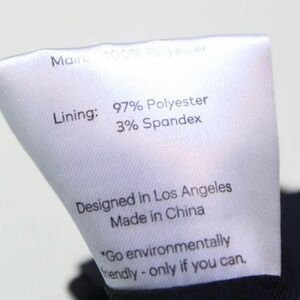 Main: 100% Polyester
Lining: 97% Polyester
3% Spandex
Designed in Los Angeles
Made in China
*Go environmentally
friendly - only if you can.